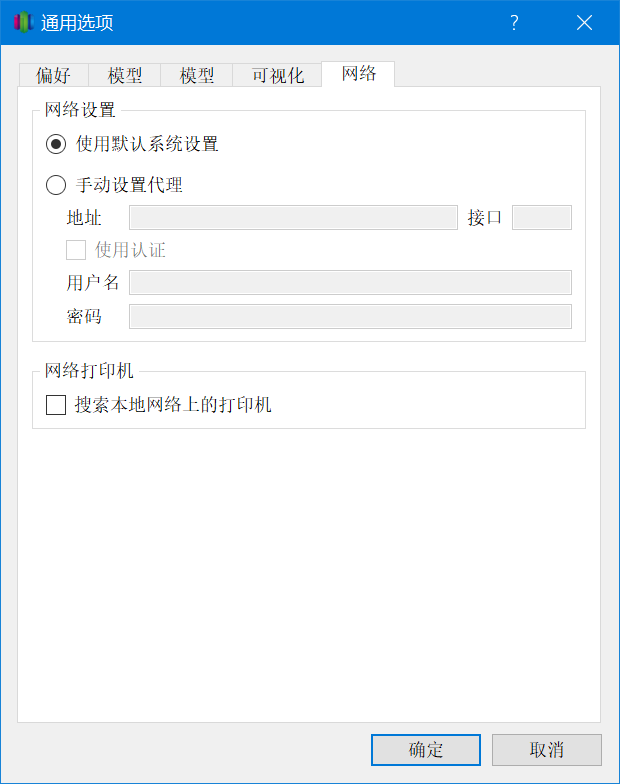 通用选项
偏好 模型 模型 可视化 网络
网络设置
使用默认系统设置
手动设置代理
地址 接口
使用认证
用户名
密码
网络打印机
搜索本地网络上的打印机
确定 取消